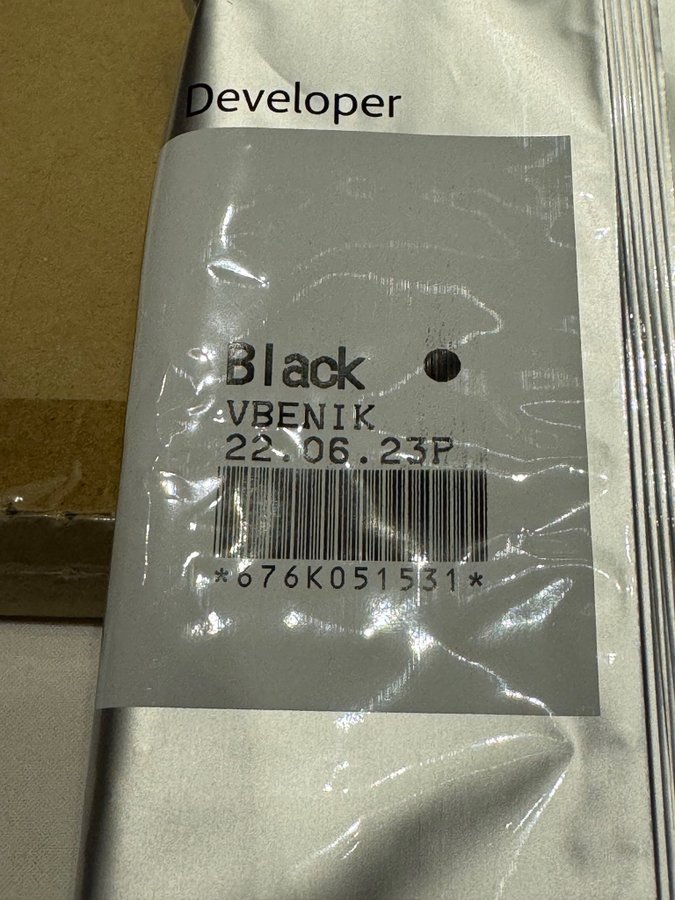 Developer
Black
VBENIK
22.06.23P
*676K051531*